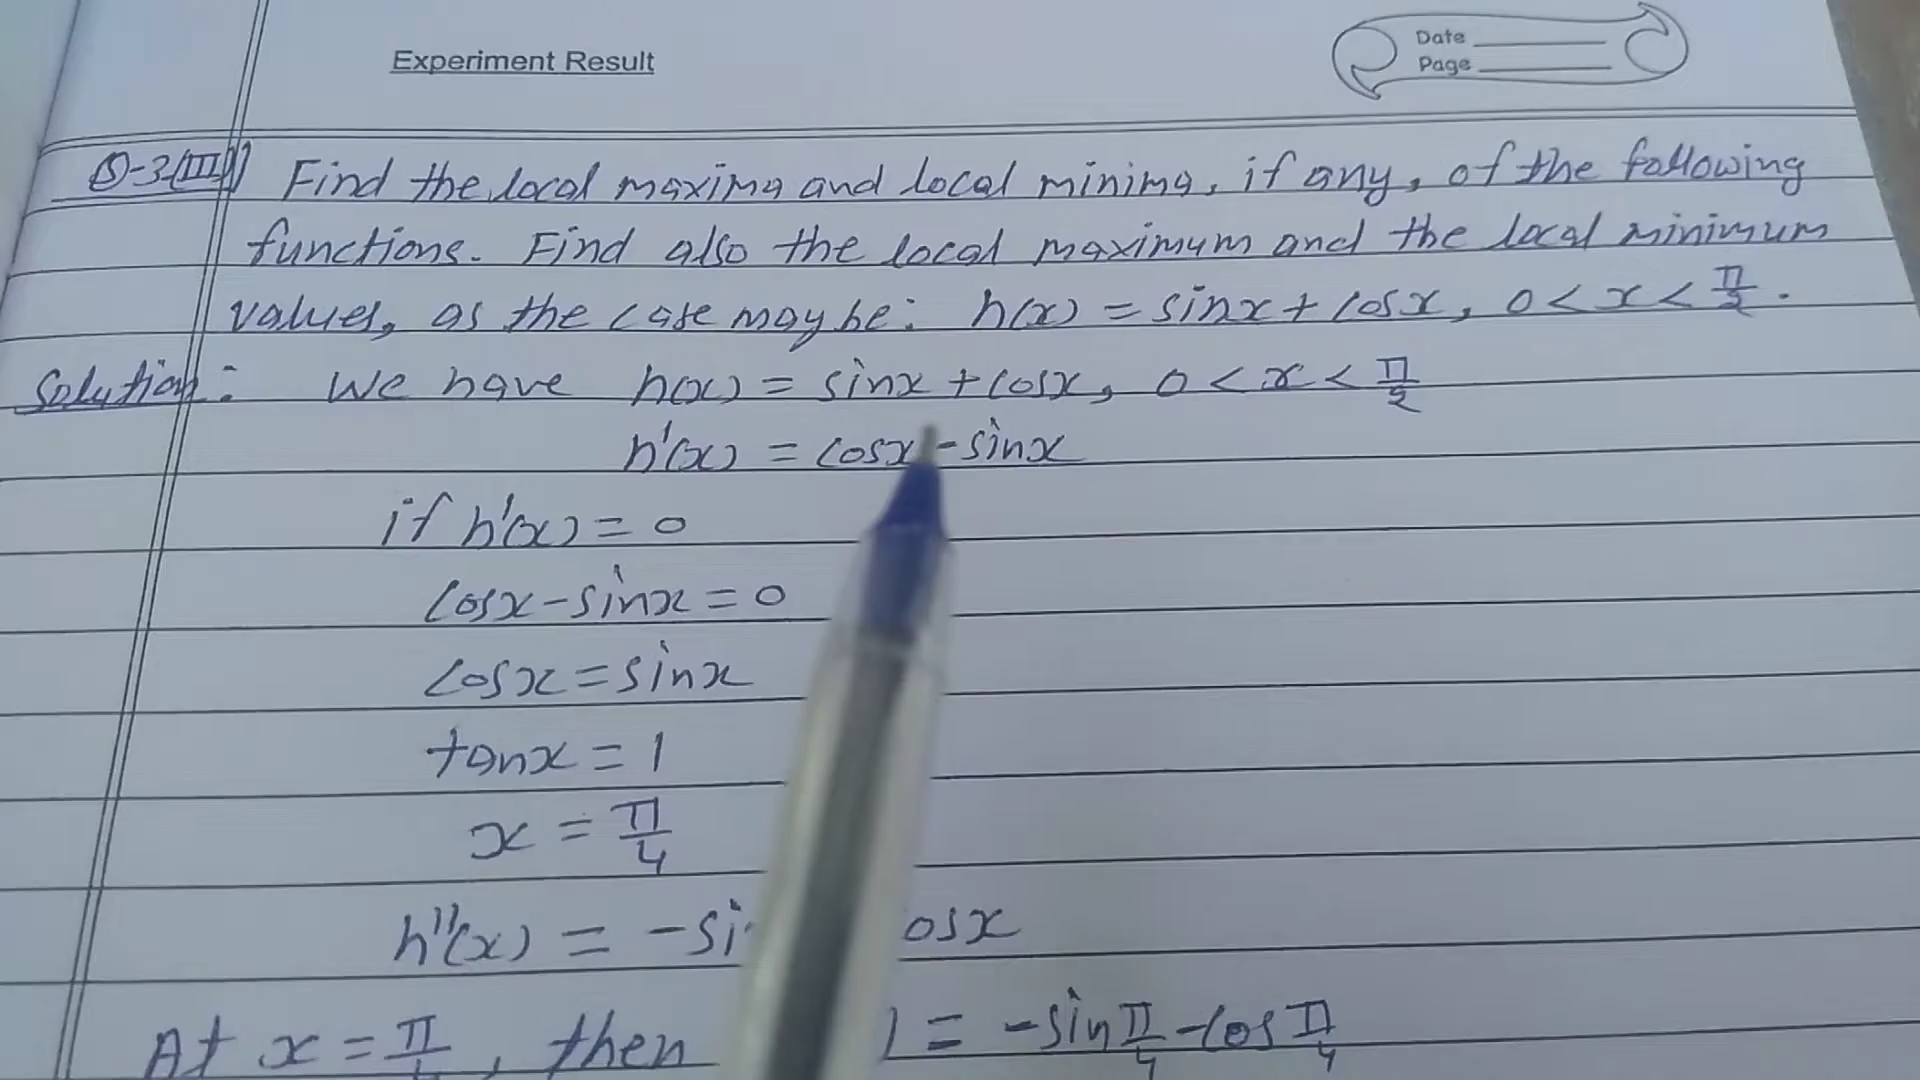 Experiment Result
Date
Page
Q-3(III) Find the local maxima and local minima, if any, of the following
functions. Find also the local maximum and the local minimum
values, as the case may be: h(x) = sinx + cosx, 0 < x < π/2.
Solution: We have h(x) = sinx + cosx, 0 < x < π/2
h'(x) = cosx - sinx
if h'(x) = 0
cosx - sinx = 0
cosx = sinx
tanx = 1
x = π/4
h''(x) = -si osx
At x = π/4, then ) = -sin π/4 - cos π/4